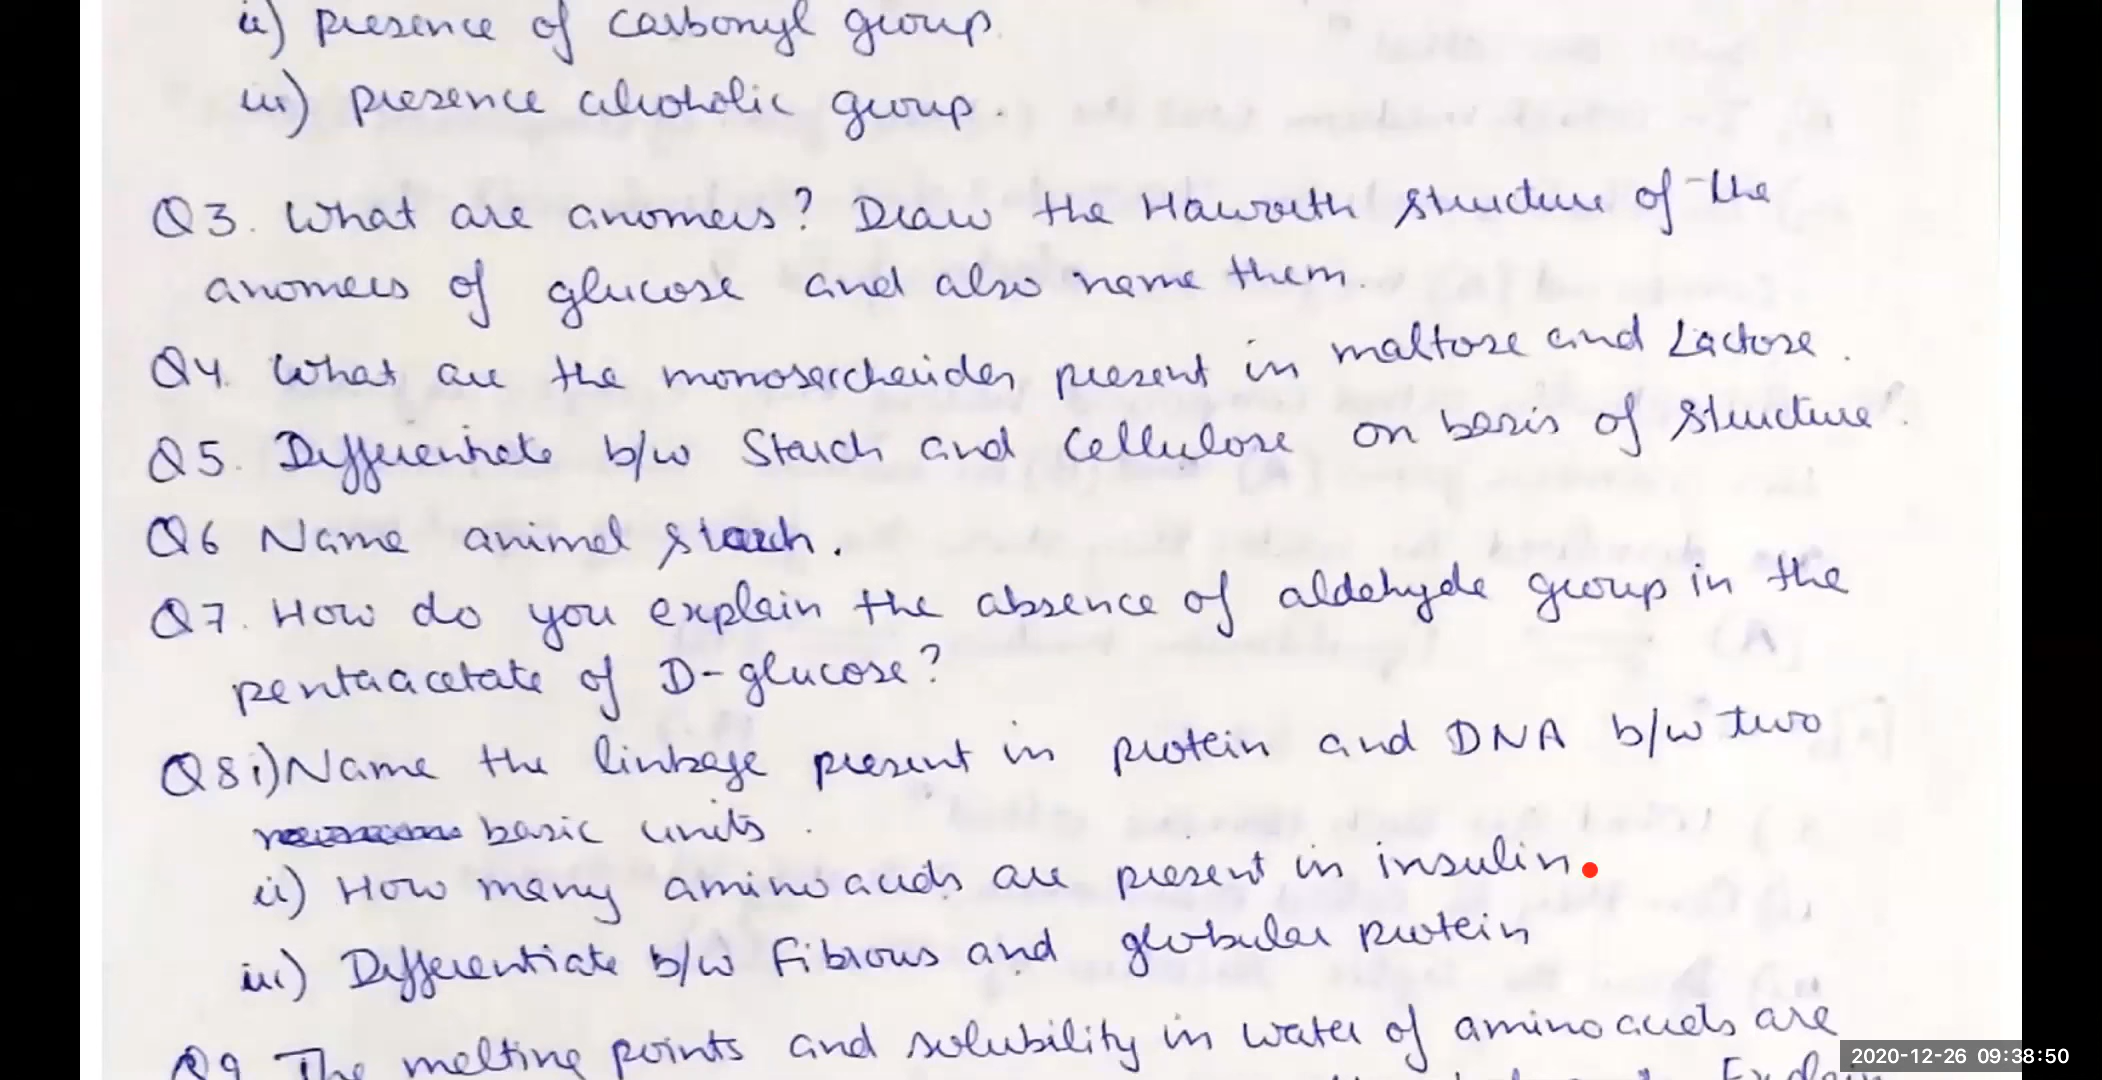 ii) presence of carbonyl group.
iii) presence alcoholic group.
Q3. What are anomers? Draw the Haworth structure of the
anomers of glucose and also name them.
Q4. What are the monosaccharides present in maltose and Lactose.
Q5. Differentiate b/w Starch and Cellulose on basis of structure.
Q6 Name animal starch.
Q7. How do you explain the absence of aldehyde group in the
pentaacetate of D-glucose?
Q8 i) Name the linkage present in protein and DNA b/w two
basic units.
ii) How many amino acids are present in insulin.
iii) Differentiate b/w Fibrous and globular protein
Q9 The melting points and solubility in water of amino acids are
Explain
2020-12-26 09:38:50